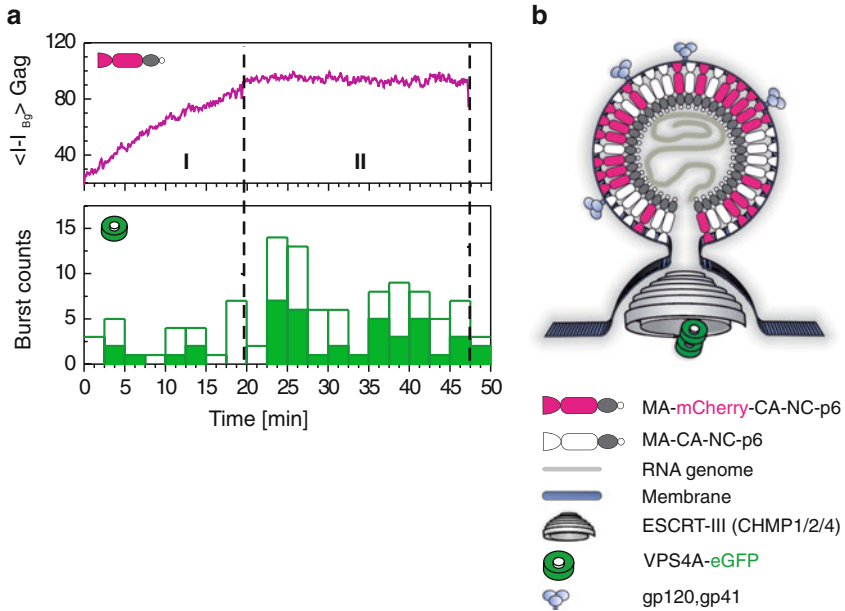 a
<I-I Bg> Gag
120
80
40
I
II
Burst counts
15
10
5
0
0 5 10 15 20 25 30 35 40 45 50
Time [min]
b
MA-mCherry-CA-NC-p6
MA-CA-NC-p6
RNA genome
Membrane
ESCRT-III (CHMP1/2/4)
VPS4A-eGFP
gp120,gp41